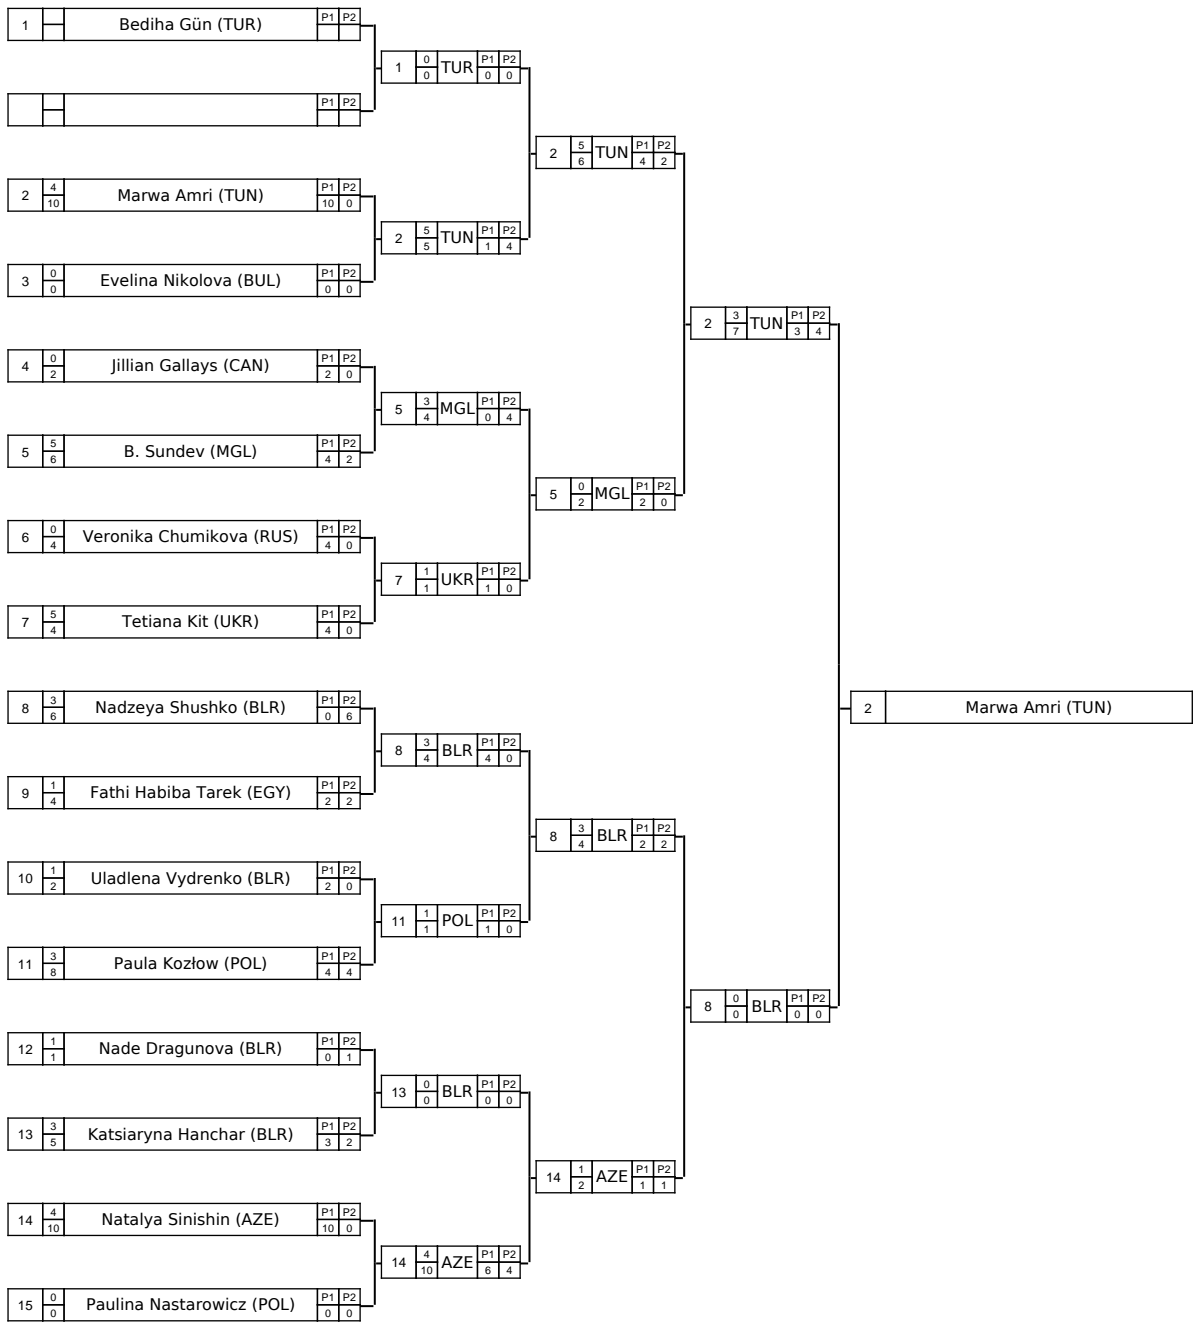 1 Bediha Gün (TUR) P1 P2
1 0 0 TUR P1 P2 0 0
P1 P2
2 5 6 TUN P1 P2 4 2
2 4 10 Marwa Amri (TUN) P1 P2 10 0
2 5 5 TUN P1 P2 1 4
3 0 0 Evelina Nikolova (BUL) P1 P2 0 0
2 3 7 TUN P1 P2 3 4
4 0 2 Jillian Gallays (CAN) P1 P2 2 0
5 3 4 MGL P1 P2 0 4
5 5 6 B. Sundev (MGL) P1 P2 4 2
5 0 2 MGL P1 P2 2 0
6 0 4 Veronika Chumikova (RUS) P1 P2 4 0
7 1 1 UKR P1 P2 1 0
7 5 4 Tetiana Kit (UKR) P1 P2 4 0
8 3 6 Nadzeya Shushko (BLR) P1 P2 0 6
2 Marwa Amri (TUN)
8 3 4 BLR P1 P2 4 0
9 1 4 Fathi Habiba Tarek (EGY) P1 P2 2 2
8 3 4 BLR P1 P2 2 2
10 1 2 Uladlena Vydrenko (BLR) P1 P2 2 0
11 1 1 POL P1 P2 1 0
11 3 8 Paula Kozłow (POL) P1 P2 4 4
8 0 0 BLR P1 P2 0 0
12 1 1 Nade Dragunova (BLR) P1 P2 0 1
13 0 0 BLR P1 P2 0 0
13 3 5 Katsiaryna Hanchar (BLR) P1 P2 3 2
14 1 2 AZE P1 P2 1 1
14 4 10 Natalya Sinishin (AZE) P1 P2 10 0
14 4 10 AZE P1 P2 6 4
15 0 0 Paulina Nastarowicz (POL) P1 P2 0 0